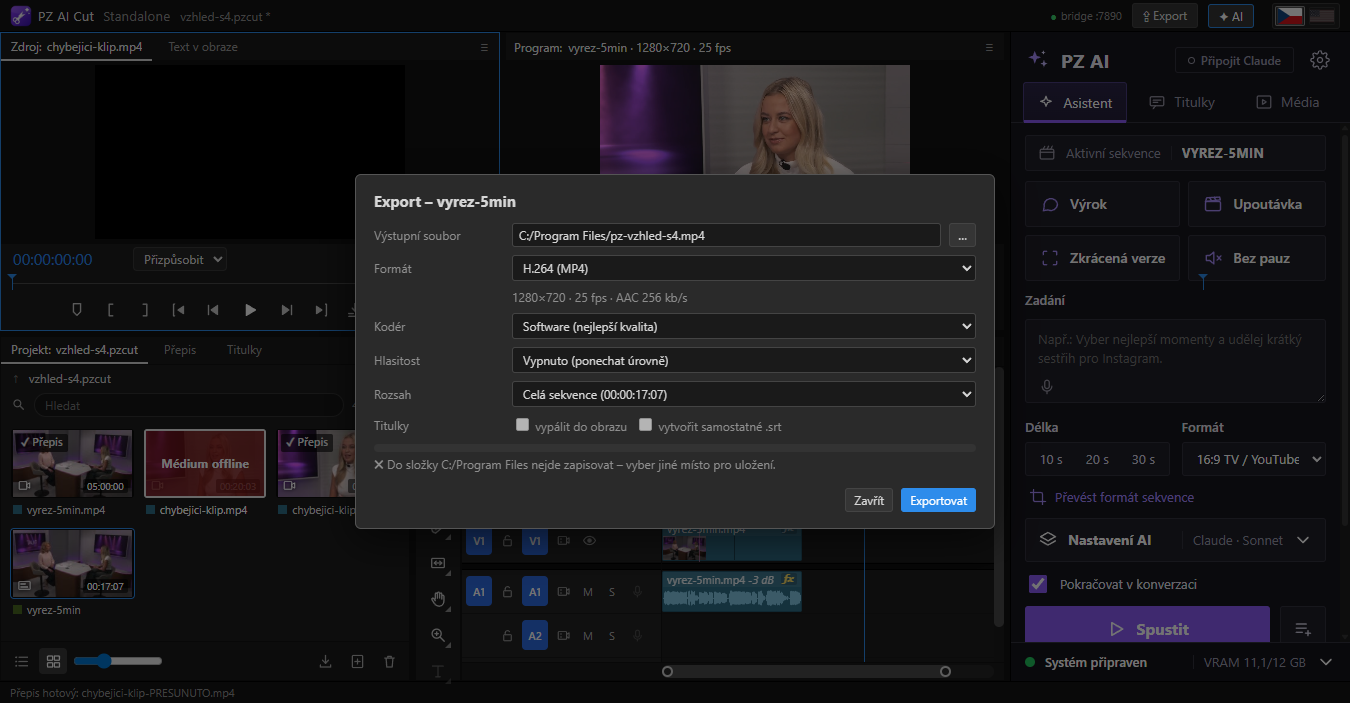 PZ AI Cut Standalone vzhled-s4.pzcut *
bridge :7890 Export AI
Zdroj: chybejici-klip.mp4 Text v obraze
Program: vyrez-5min · 1280×720 · 25 fps
PZ AI Připojit Claude
Asistent Titulky Média
Aktivní sekvence VYREZ-5MIN
Výrok Upoutávka
Zkrácená verze Bez pauz
Zadání
Např.: Vyber nejlepší momenty a udělej krátký
sestřih pro Instagram.
Délka Formát
10 s 20 s 30 s 16:9 TV / YouTube
Převést formát sekvence
Nastavení AI Claude · Sonnet
Pokračovat v konverzaci
Spustit
Systém připraven VRAM 11,1/12 GB
00:00:00:00 Přizpůsobit
Export – vyrez-5min
Výstupní soubor C:/Program Files/pz-vzhled-s4.mp4 ...
Formát H.264 (MP4)
1280×720 · 25 fps · AAC 256 kb/s
Kodér Software (nejlepší kvalita)
Hlasitost Vypnuto (ponechat úrovně)
Rozsah Celá sekvence (00:00:17:07)
Titulky vypálit do obrazu vytvořit samostatné .srt
✕ Do složky C:/Program Files nejde zapisovat – vyber jiné místo pro uložení.
Zavřít Exportovat
Projekt: vzhled-s4.pzcut Přepis Titulky
↑ vzhled-s4.pzcut
Hledat
✓ Přepis Médium offline ✓ Přepis
05:00:00 00:20:03
vyrez-5min.mp4 chybejici-klip.mp4 chybejici-klip
00:17:07
vyrez-5min
V1 V1 vyrez-5min.mp4
A1 A1 M S vyrez-5min.mp4 -3 dB fx
A2 M S
Přepis hotový: chybejici-klip-PRESUNUTO.mp4